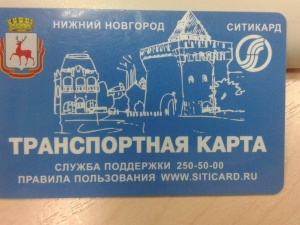 НИЖНИЙ НОВГОРОД СИТИКАРД
ТРАНСПОРТНАЯ КАРТА
СЛУЖБА ПОДДЕРЖКИ 250-50-00
ПРАВИЛА ПОЛЬЗОВАНИЯ WWW.SITICARD.RU